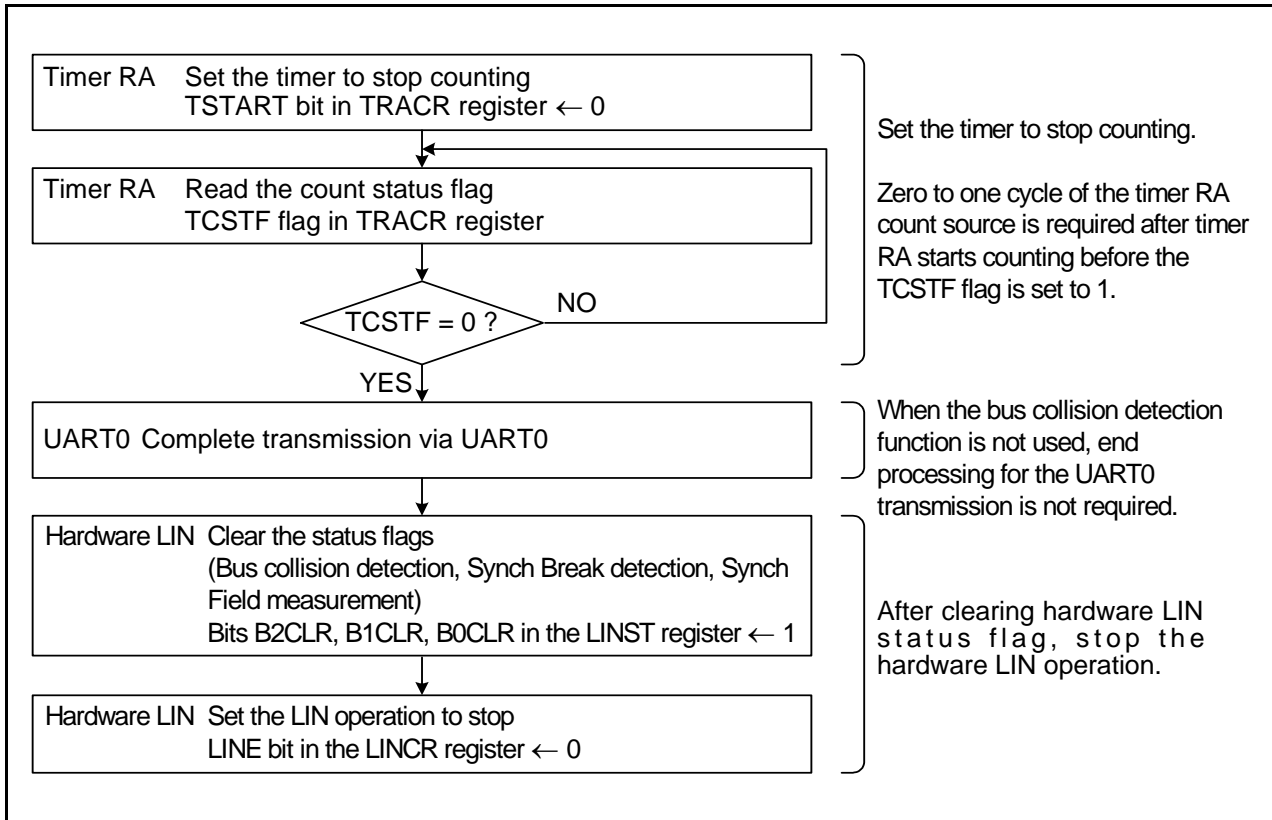 Timer RA Set the timer to stop counting
TSTART bit in TRACR register ← 0
Timer RA Read the count status flag
TCSTF flag in TRACR register
TCSTF = 0 ?
NO
YES
Set the timer to stop counting.
Zero to one cycle of the timer RA
count source is required after timer
RA starts counting before the
TCSTF flag is set to 1.
UART0 Complete transmission via UART0
When the bus collision detection
function is not used, end
processing for the UART0
transmission is not required.
Hardware LIN Clear the status flags
(Bus collision detection, Synch Break detection, Synch
Field measurement)
Bits B2CLR, B1CLR, B0CLR in the LINST register ← 1
Hardware LIN Set the LIN operation to stop
LINE bit in the LINCR register ← 0
After clearing hardware LIN
status flag, stop the
hardware LIN operation.